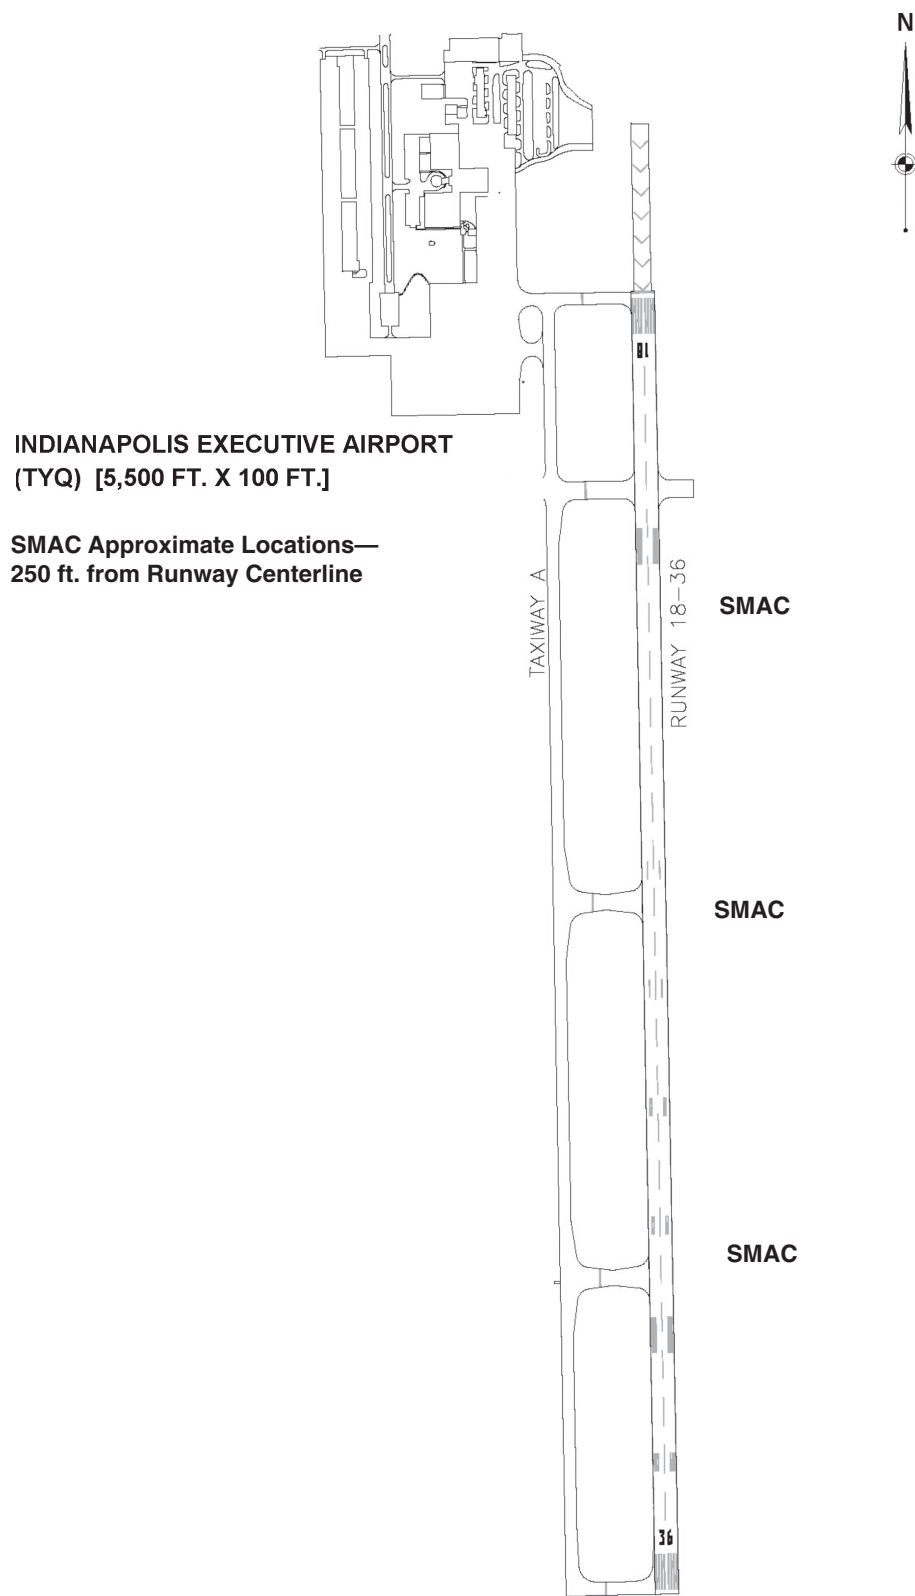 N
18
INDIANAPOLIS EXECUTIVE AIRPORT
(TYQ) [5,500 FT. X 100 FT.]
SMAC Approximate Locations—
250 ft. from Runway Centerline
TAXIWAY A
RUNWAY 18-36
SMAC
SMAC
SMAC
36